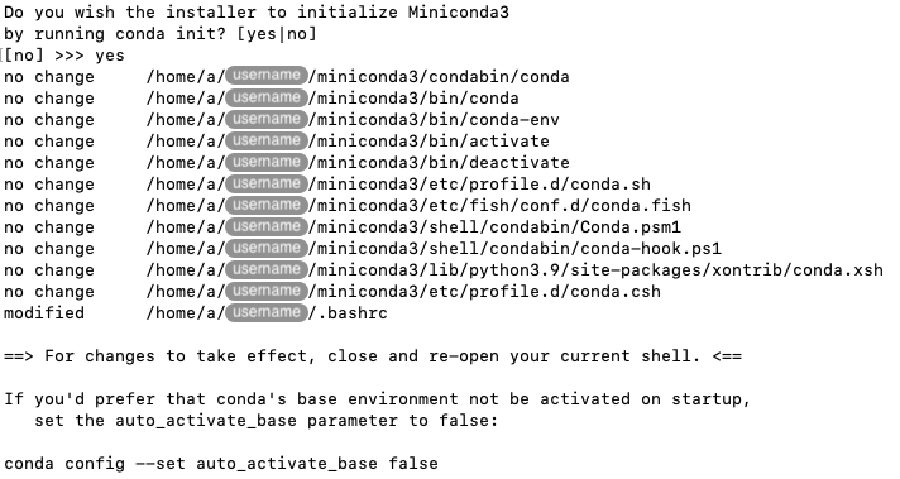 Do you wish the installer to initialize Miniconda3
by running conda init? [yes|no]
[[no] >>> yes
no change     /home/a/username/miniconda3/condabin/conda
no change     /home/a/username/miniconda3/bin/conda
no change     /home/a/username/miniconda3/bin/conda-env
no change     /home/a/username/miniconda3/bin/activate
no change     /home/a/username/miniconda3/bin/deactivate
no change     /home/a/username/miniconda3/etc/profile.d/conda.sh
no change     /home/a/username/miniconda3/etc/fish/conf.d/conda.fish
no change     /home/a/username/miniconda3/shell/condabin/Conda.psm1
no change     /home/a/username/miniconda3/shell/condabin/conda-hook.ps1
no change     /home/a/username/miniconda3/lib/python3.9/site-packages/xontrib/conda.xsh
no change     /home/a/username/miniconda3/etc/profile.d/conda.csh
modified      /home/a/username/.bashrc
==> For changes to take effect, close and re-open your current shell. <==
If you'd prefer that conda's base environment not be activated on startup,
   set the auto_activate_base parameter to false:
conda config --set auto_activate_base false